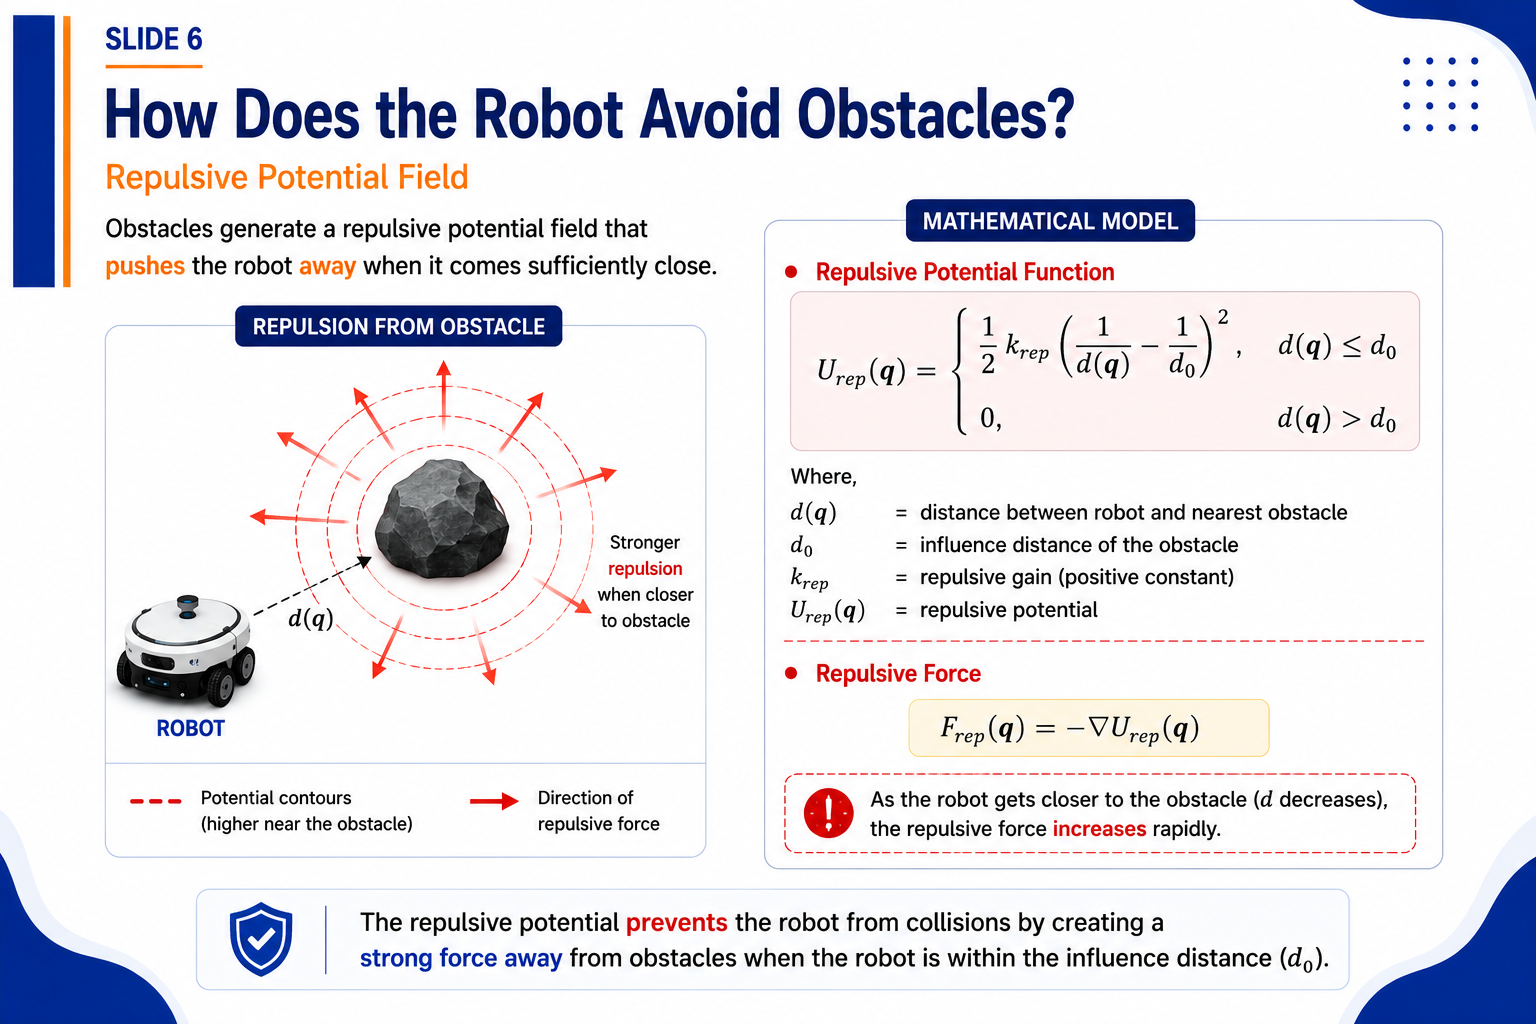 SLIDE 6
How Does the Robot Avoid Obstacles?
Repulsive Potential Field
Obstacles generate a repulsive potential field that
pushes the robot away when it comes sufficiently close.
REPULSION FROM OBSTACLE
Stronger
repulsion
when closer
to obstacle
d(q)
ROBOT
Potential contours
(higher near the obstacle)
Direction of
repulsive force
MATHEMATICAL MODEL
• Repulsive Potential Function
U_rep(q) = { 1/2 k_rep (1/d(q) − 1/d₀)², d(q) ≤ d₀
0, d(q) > d₀
Where,
d(q) = distance between robot and nearest obstacle
d₀ = influence distance of the obstacle
k_rep = repulsive gain (positive constant)
U_rep(q) = repulsive potential
• Repulsive Force
F_rep(q) = −∇U_rep(q)
!
As the robot gets closer to the obstacle (d decreases),
the repulsive force increases rapidly.
The repulsive potential prevents the robot from collisions by creating a
strong force away from obstacles when the robot is within the influence distance (d₀).